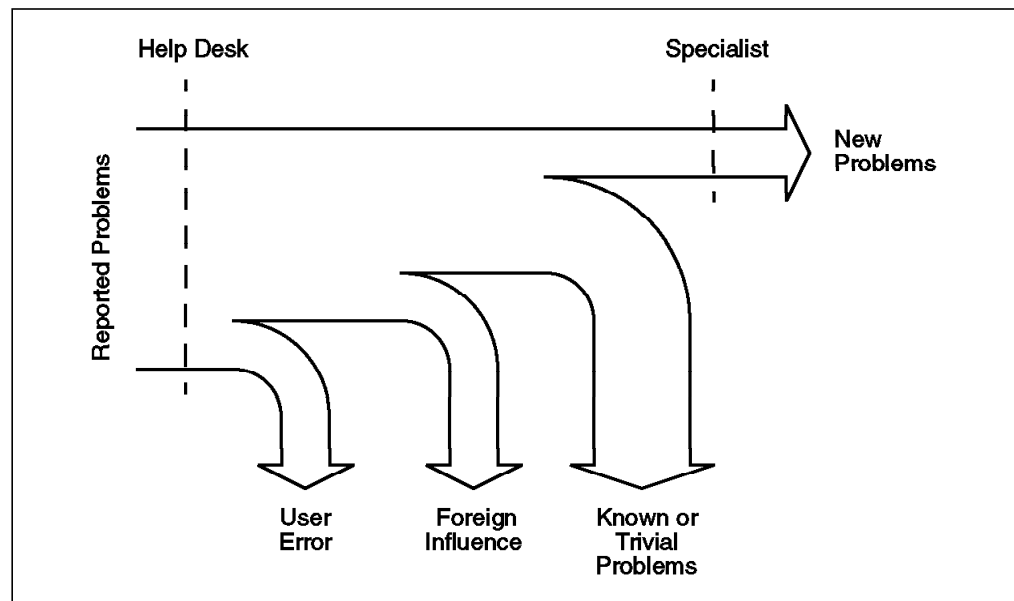 Help Desk
Specialist
Reported Problems
New
Problems
User
Error
Foreign
Influence
Known or
Trivial
Problems